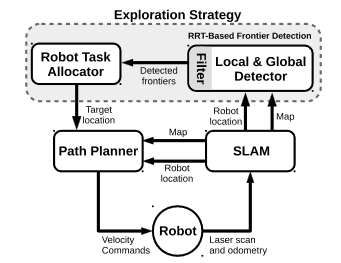 Exploration Strategy
RRT-Based Frontier Detection
Robot Task
Allocator
Detected
frontiers
Filter
Local & Global
Detector
Target
location
Robot
location
Map
Path Planner
Map
Robot
location
SLAM
Velocity
Commands
Robot
Laser scan
and odometry